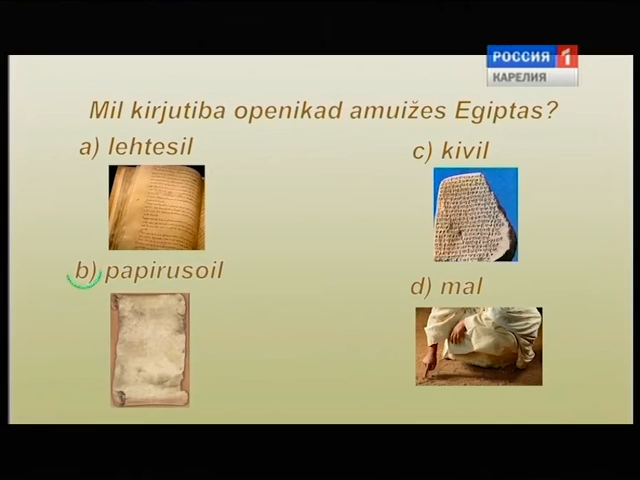 РОССИЯ 1
КАРЕЛИЯ
Mil kirjutiba openikad amuižes Egiptas?
a) lehtesil
c) kivil
b) papirusoil
d) mal